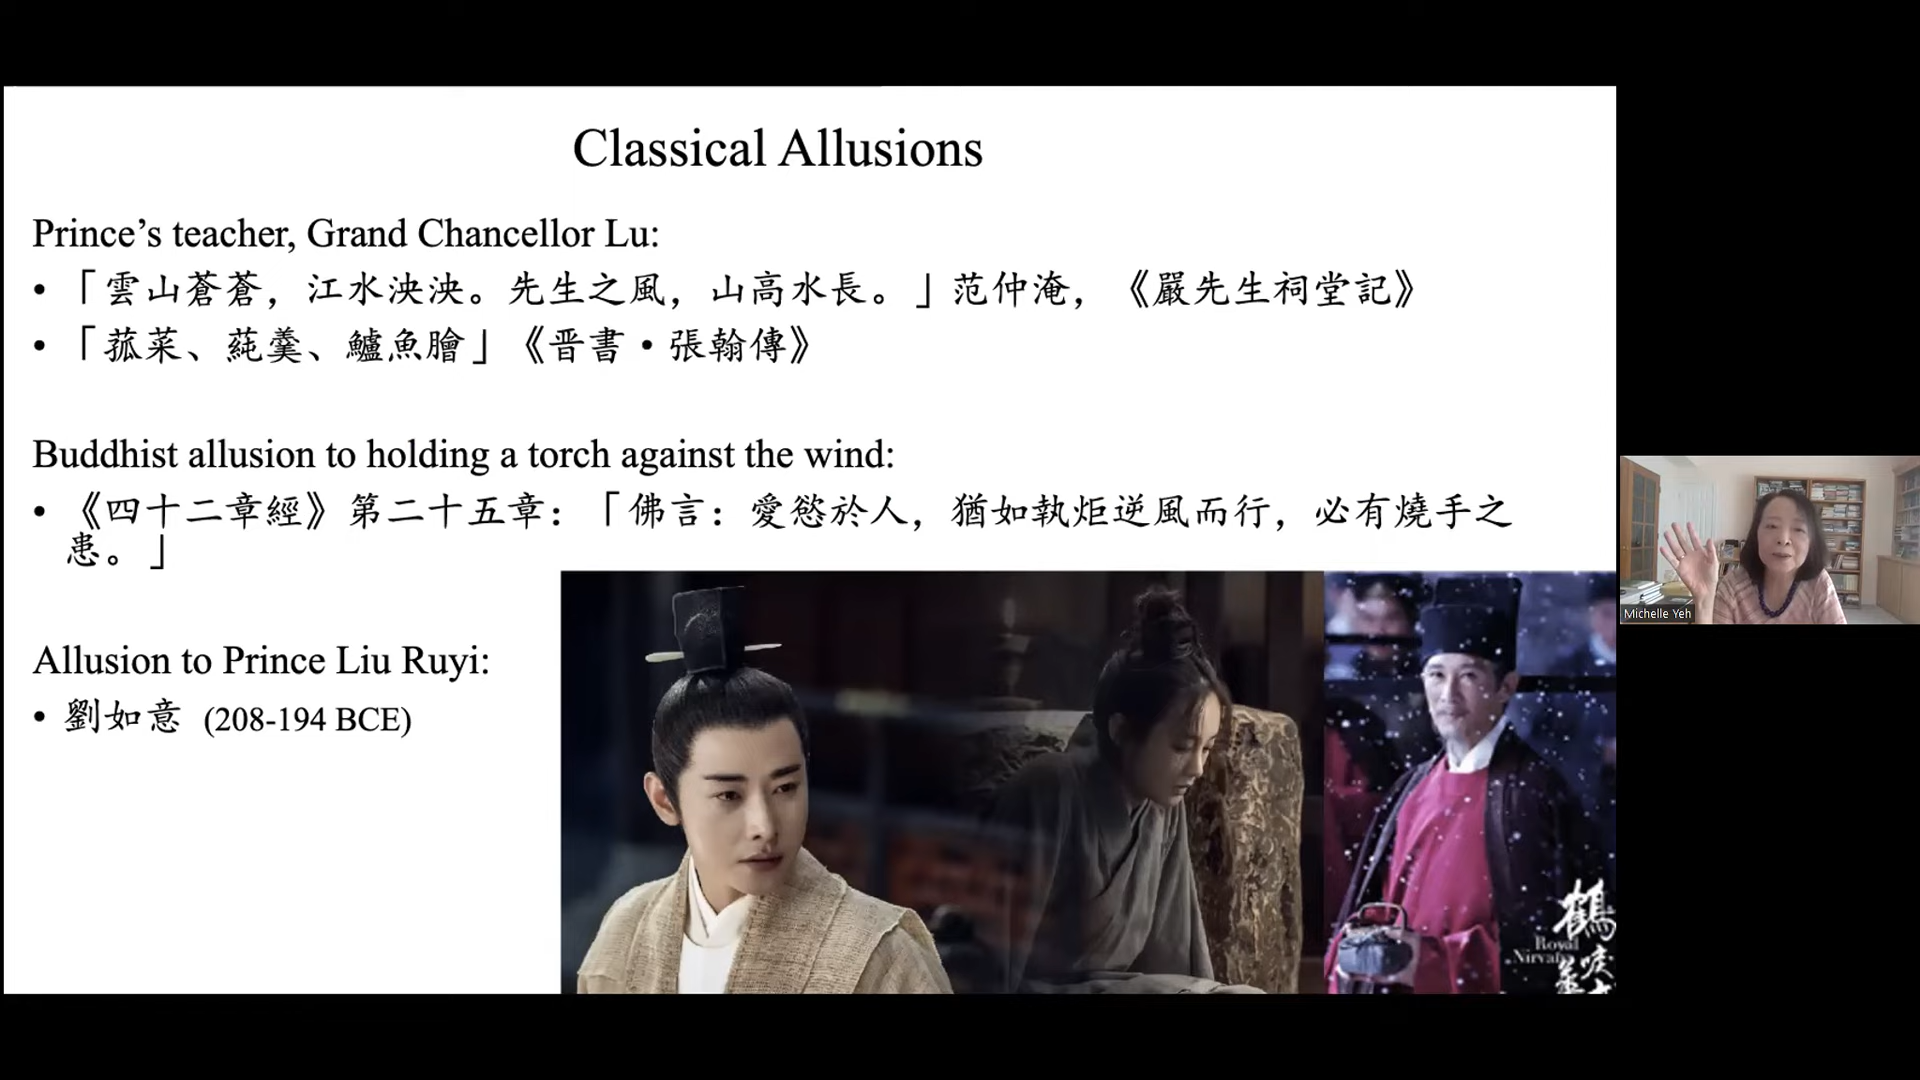 Classical Allusions
Prince's teacher, Grand Chancellor Lu:
• 「雲山蒼蒼，江水泱泱。先生之風，山高水長。」范仲淹，《嚴先生祠堂記》
• 「菰菜、蒓羹、鱸魚膾」《晋書•張翰傳》
Buddhist allusion to holding a torch against the wind:
• 《四十二章經》第二十五章：「佛言：愛慾於人，猶如執炬逆風而行，必有燒手之
患。」
Allusion to Prince Liu Ruyi:
• 劉如意 (208-194 BCE)
Michelle Yeh
鶴唳
Royal